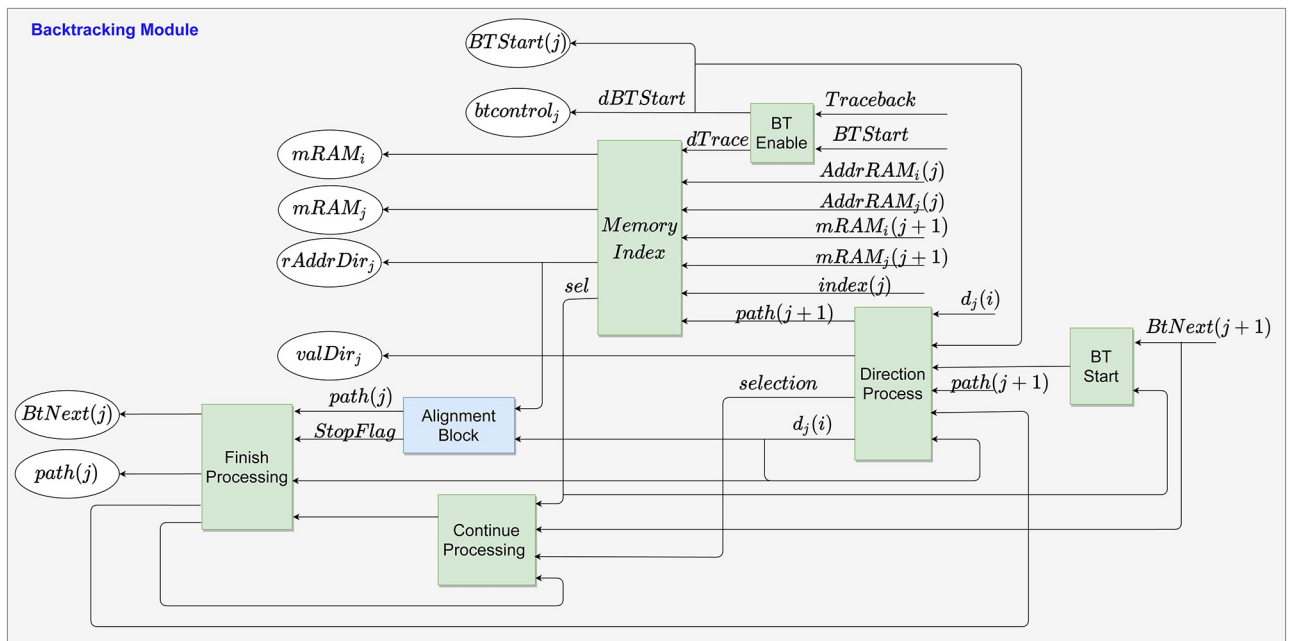 Backtracking Module
BTStart(j)
btcontrol_j
dBTStart
BT
Enable
Traceback
BTStart
dTrace
mRAM_i
mRAM_j
rAddrDir_j
Memory
Index
AddrRAM_i(j)
AddrRAM_j(j)
mRAM_i(j+1)
mRAM_j(j+1)
index(j)
sel
path(j+1)
d_j(i)
BtNext(j+1)
BT
Start
valDir_j
Direction
Process
path(j+1)
selection
d_j(i)
BtNext(j)
path(j)
StopFlag
Alignment
Block
Finish
Processing
path(j)
Continue
Processing